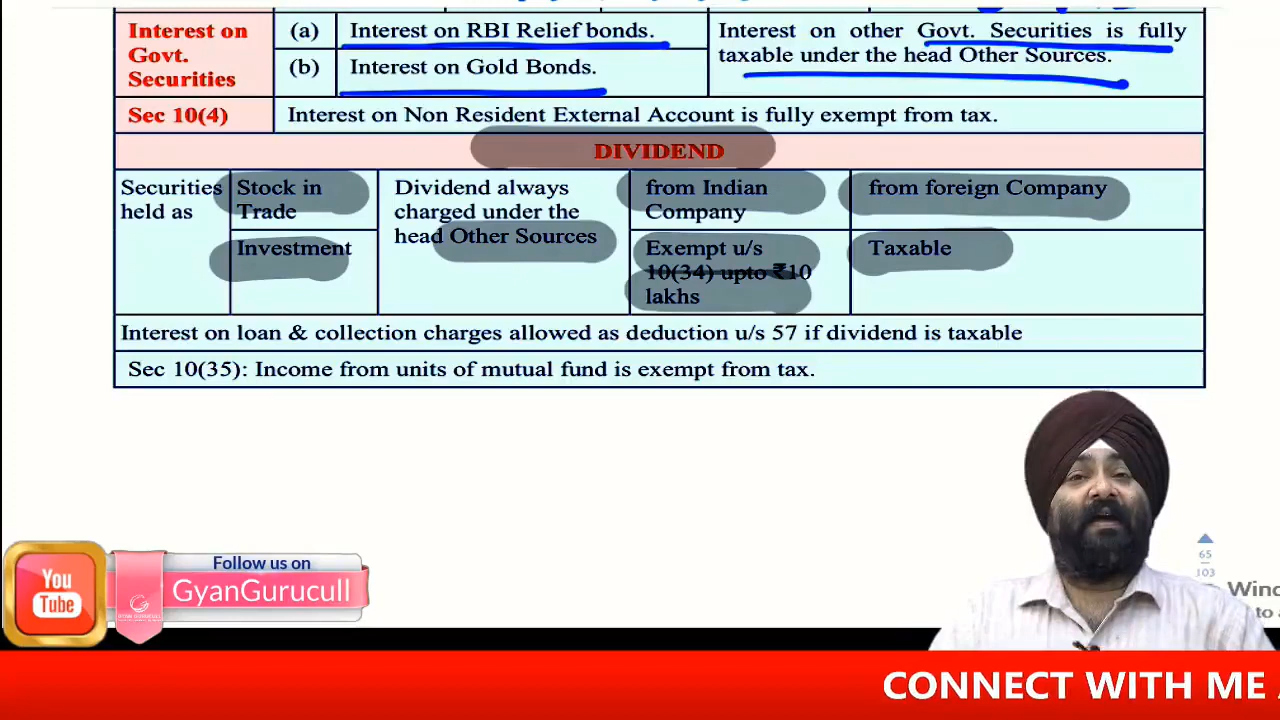 Interest on
Govt.
Securities
(a)
Interest on RBI Relief bonds.
(b)
Interest on Gold Bonds.
Interest on other Govt. Securities is fully
taxable under the head Other Sources.
Sec 10(4)
Interest on Non Resident External Account is fully exempt from tax.
DIVIDEND
Securities
held as
Stock in
Trade
Investment
Dividend always
charged under the
head Other Sources
from Indian
Company
Exempt u/s
10(34) upto ₹10
lakhs
from foreign Company
Taxable
Interest on loan & collection charges allowed as deduction u/s 57 if dividend is taxable
Sec 10(35): Income from units of mutual fund is exempt from tax.
65
103
You
Tube
Follow us on
GyanGurucull
Wind
to a
CONNECT WITH ME